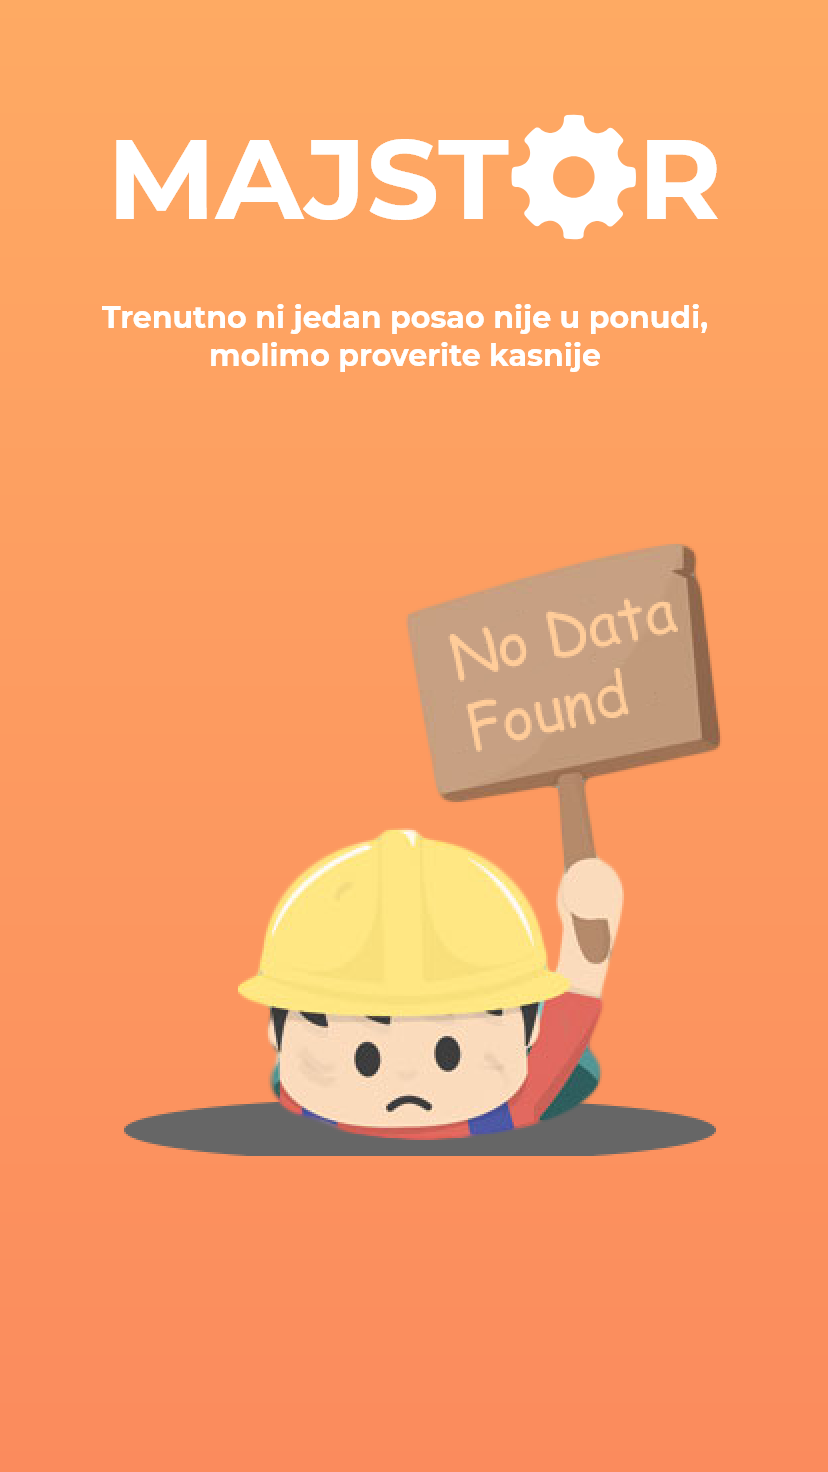 MAJSTOR
Trenutno ni jedan posao nije u ponudi,
molimo proverite kasnije
No Data
Found